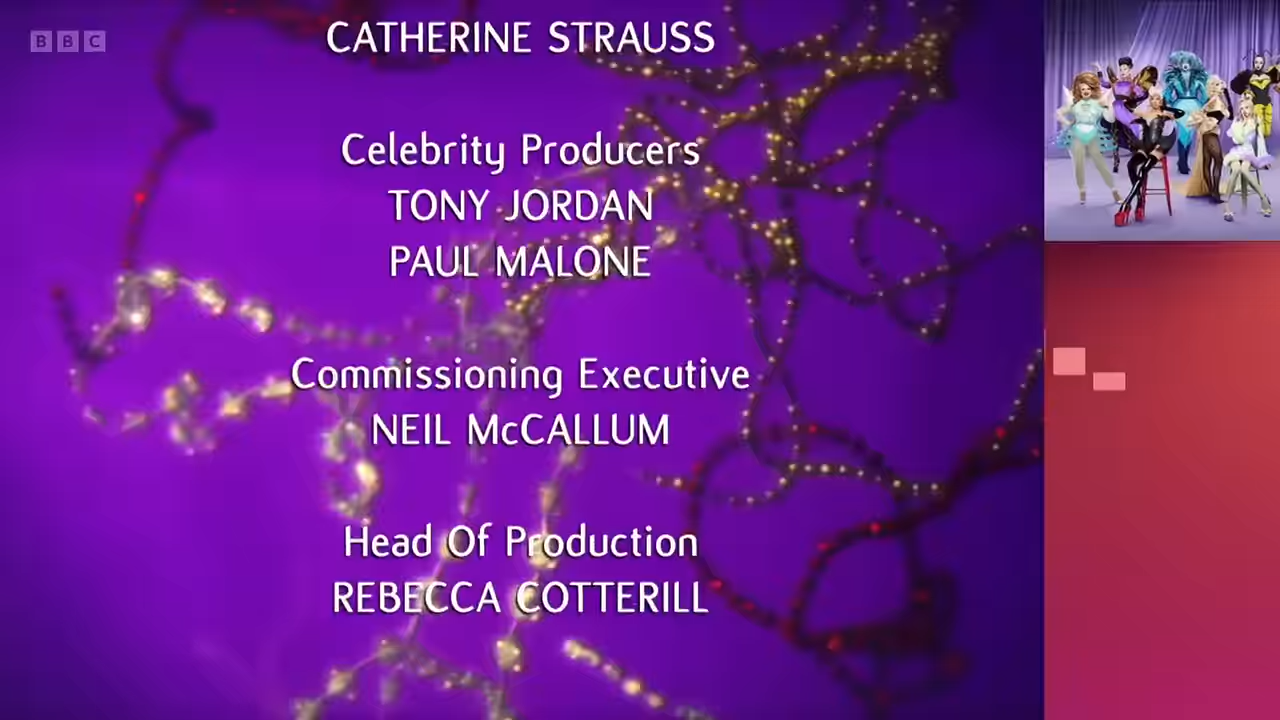 BBC
CATHERINE STRAUSS
Celebrity Producers
TONY JORDAN
PAUL MALONE
Commissioning Executive
NEIL McCALLUM
Head Of Production
REBECCA COTTERILL